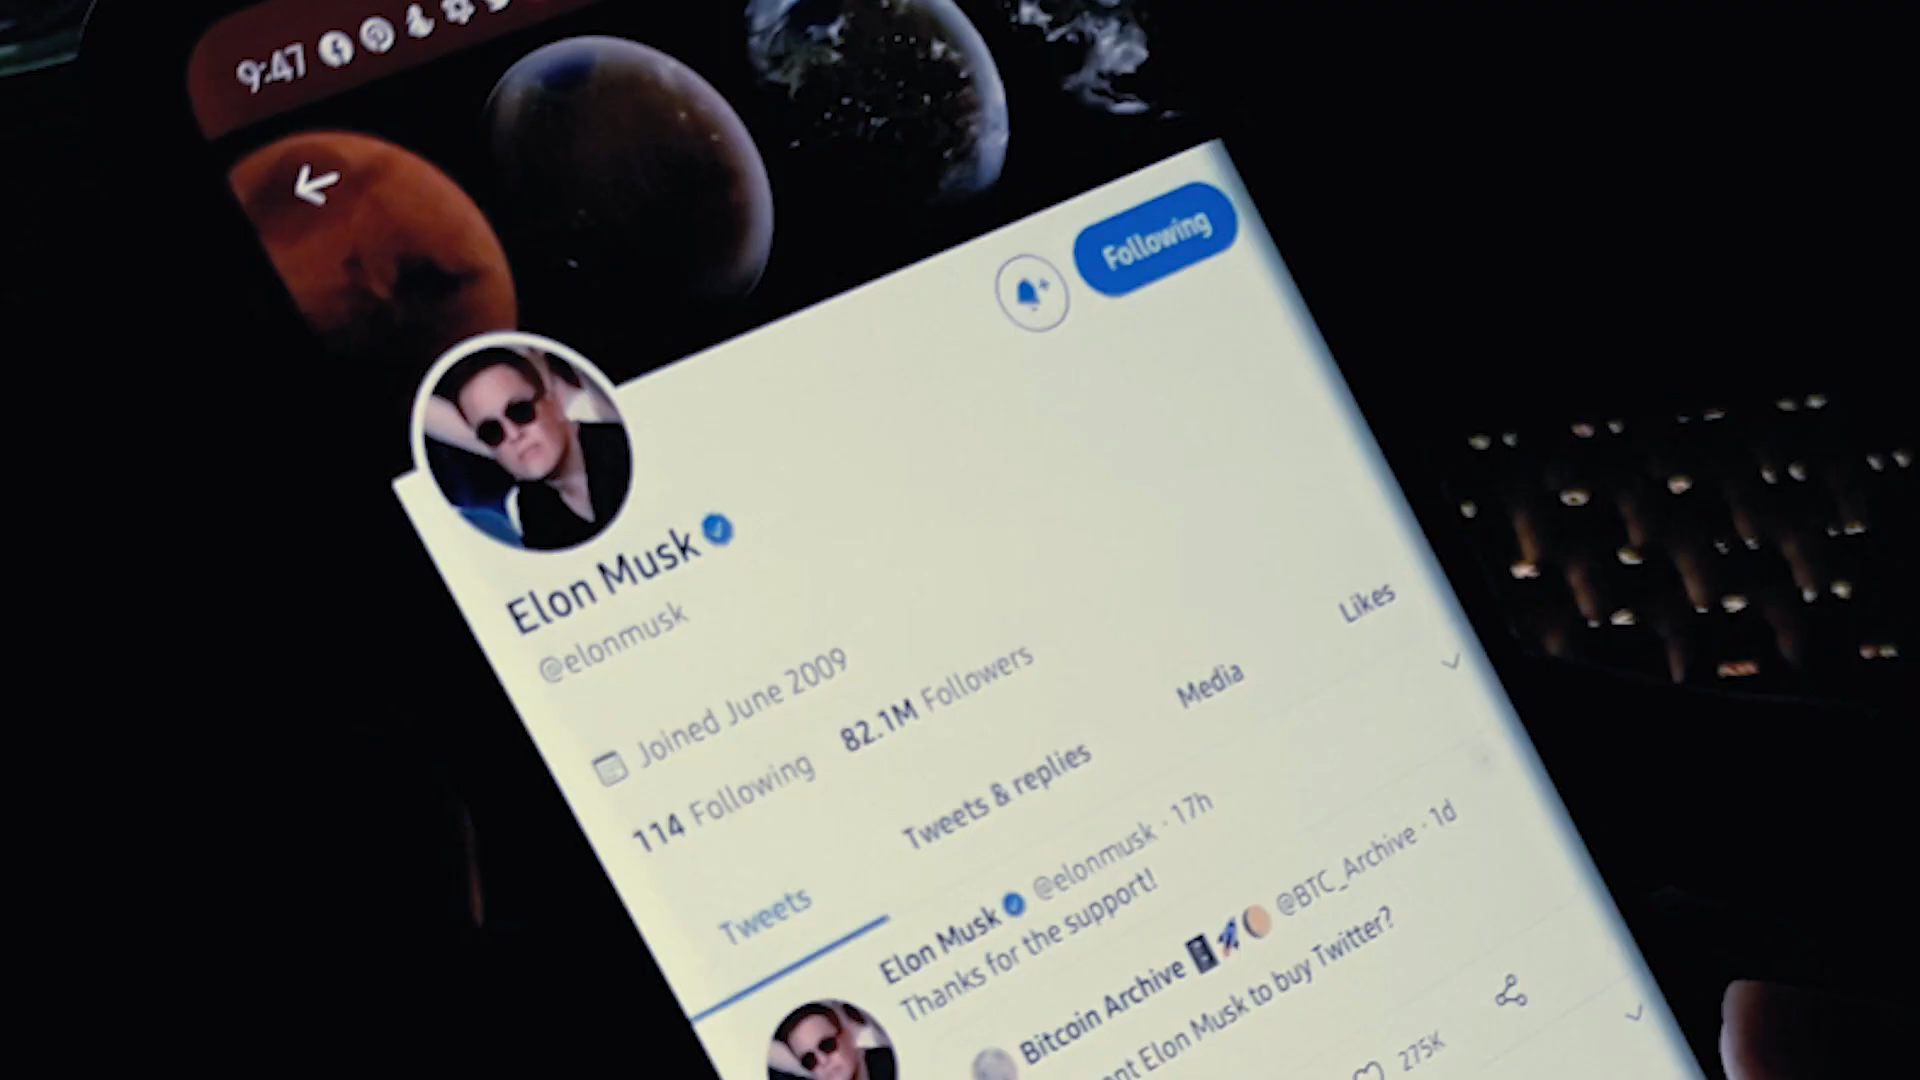 9:47
Following
Elon Musk
@elonmusk
Joined June 2009
114 Following 82.1M Followers
Tweets Tweets & replies Media Likes
Elon Musk @elonmusk · 17h
Thanks for the support!
Bitcoin Archive @BTC_Archive · 1d
Elon Musk to buy Twitter?
275K